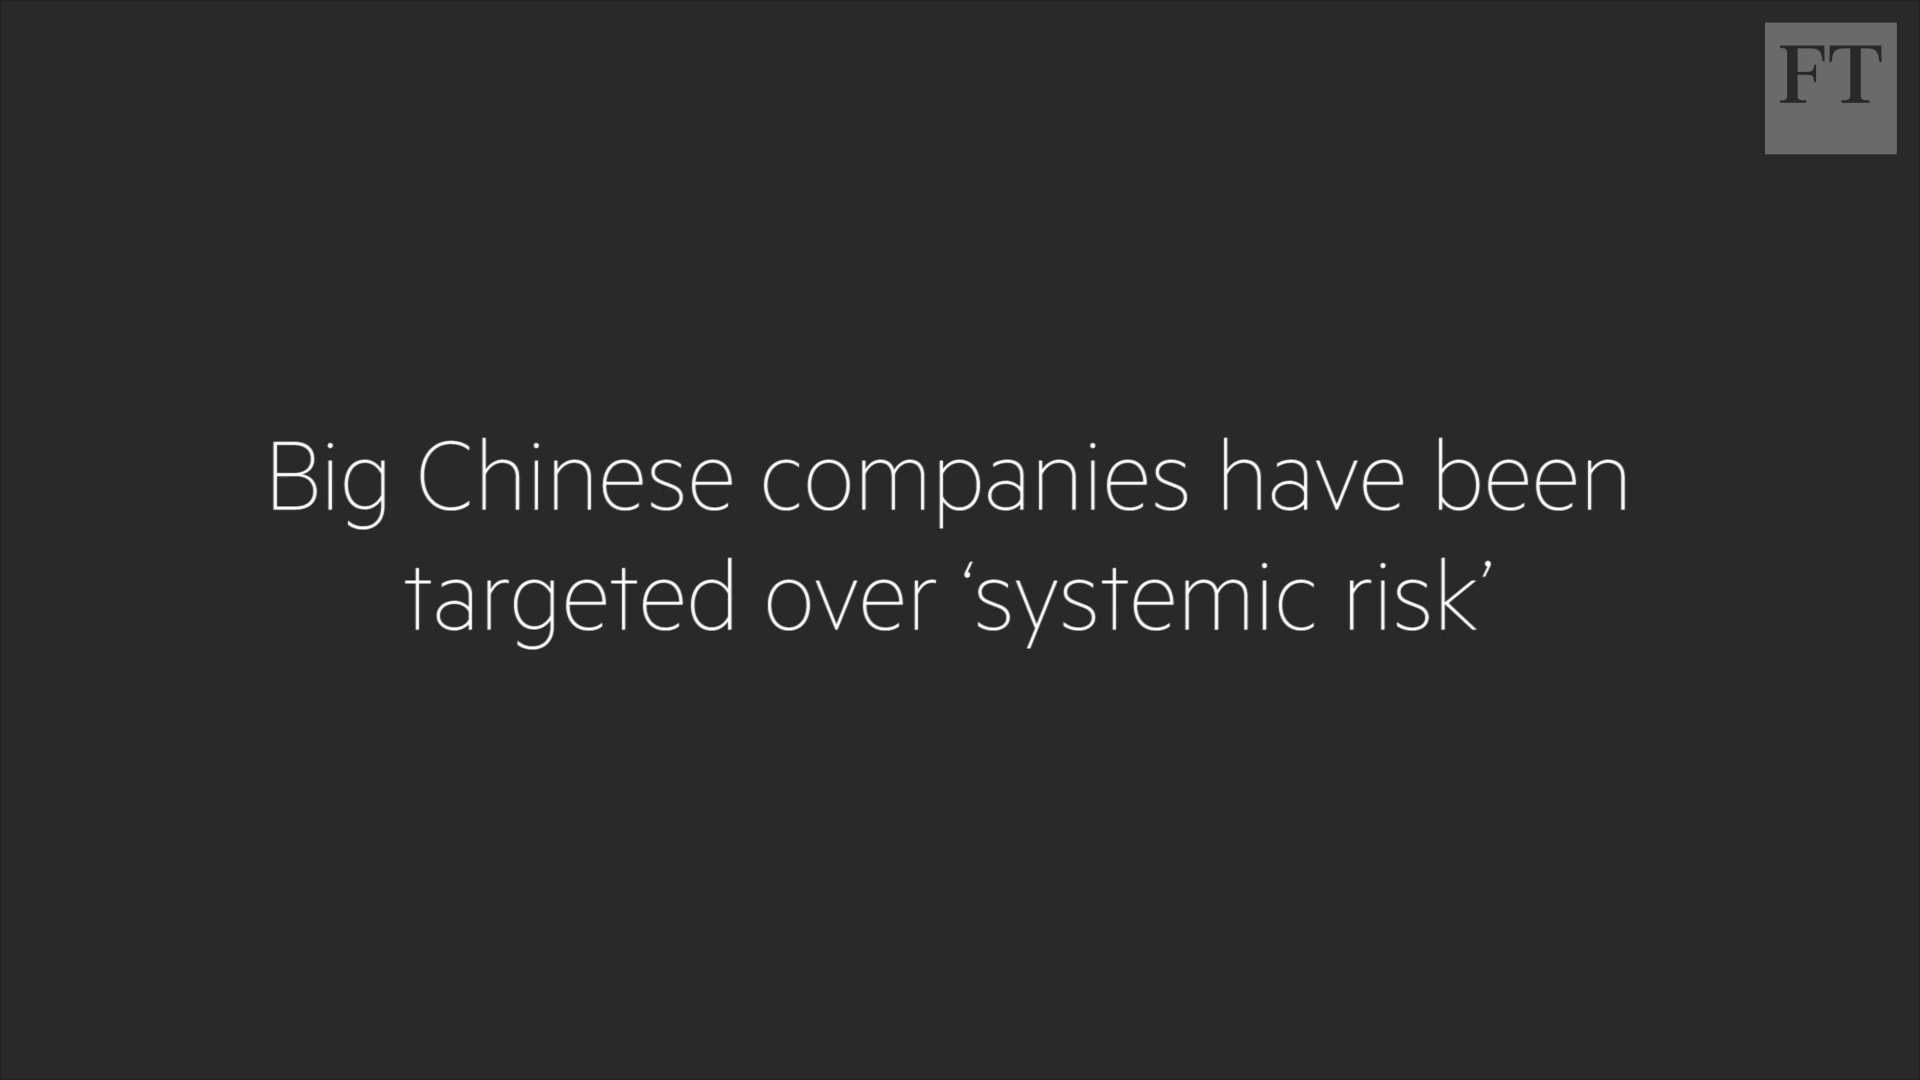 FT
Big Chinese companies have been
targeted over ‘systemic risk’